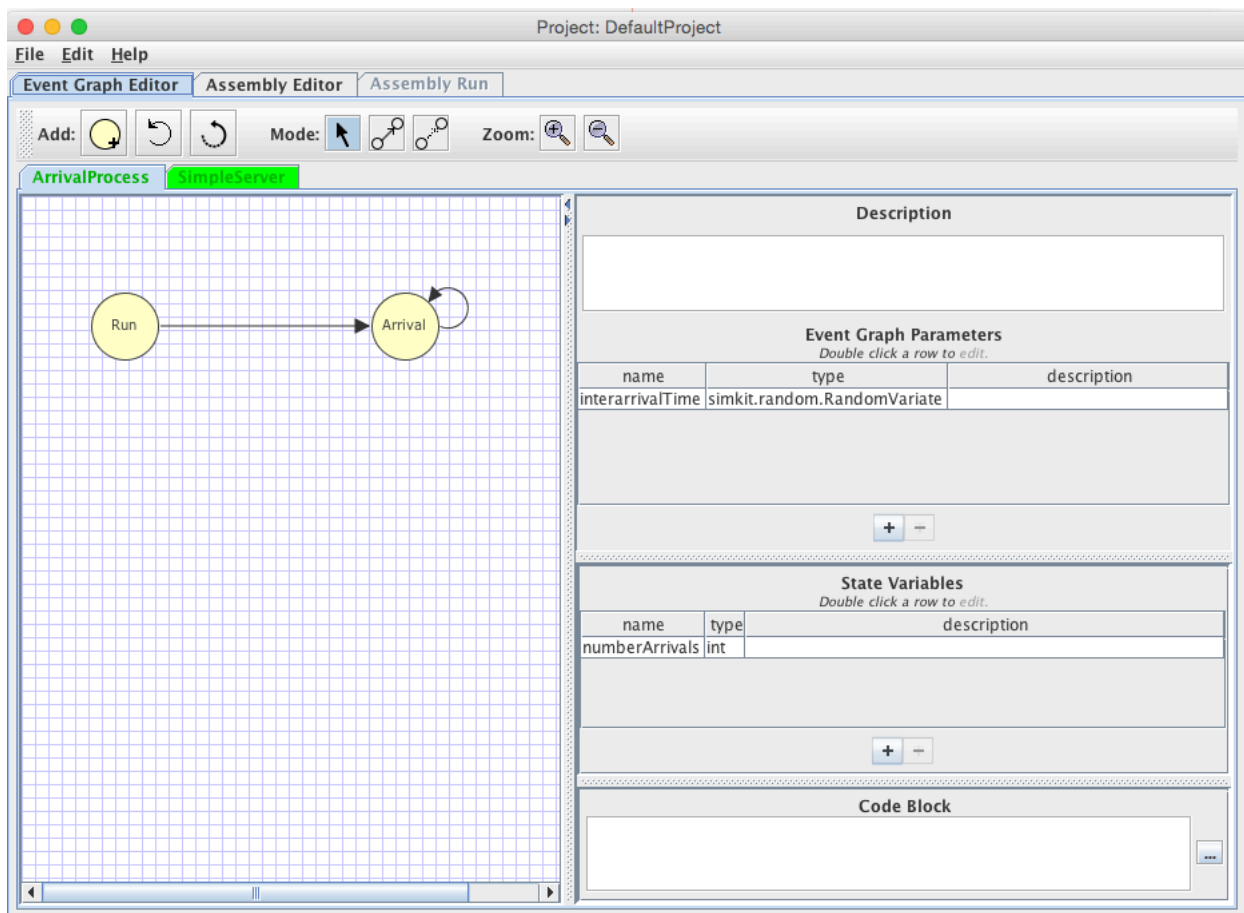 Project: DefaultProject
File Edit Help
Event Graph Editor Assembly Editor Assembly Run
Add: Mode: Zoom:
ArrivalProcess SimpleServer
Run
Arrival
Description
Event Graph Parameters
Double click a row to edit.
name type description
interarrivalTime simkit.random.RandomVariate
+ −
State Variables
Double click a row to edit.
name type description
numberArrivals int
+ −
Code Block
...